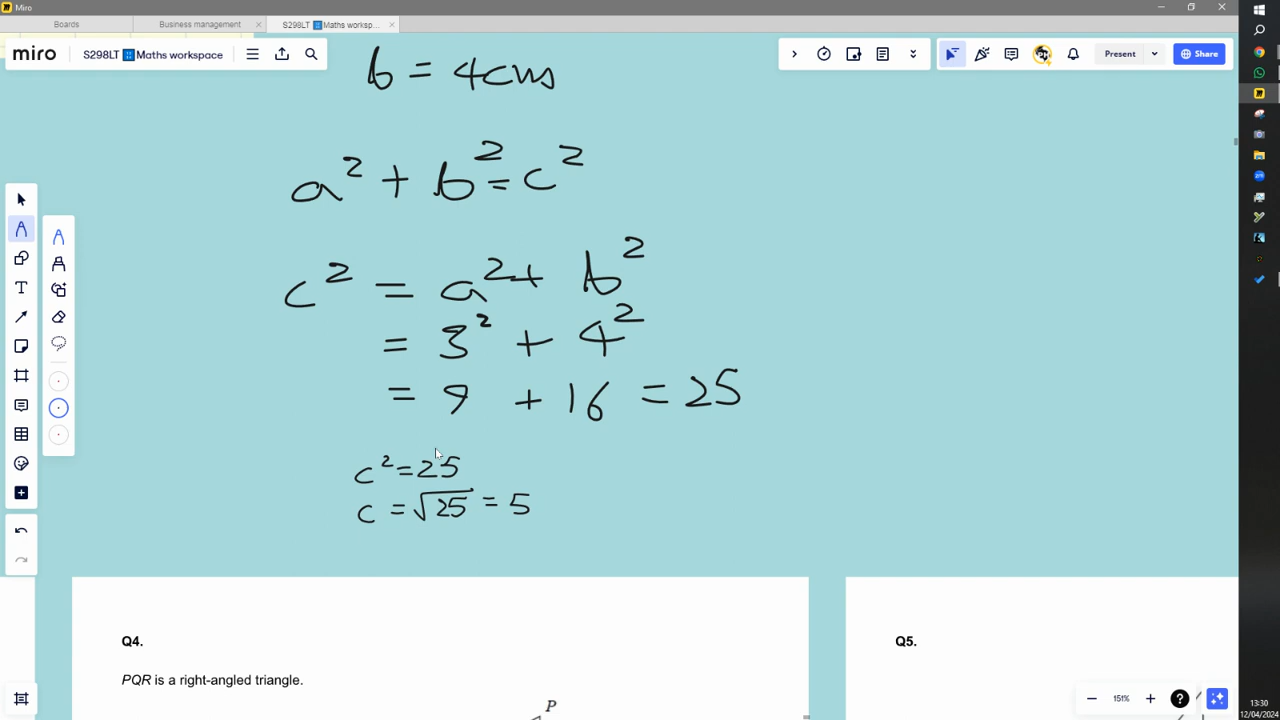 Miro
Boards
Business management
S298LT Maths worksp...
miro
S298LT Maths workspace
Present
Share
b = 4cms
a² + b² = c²
c² = a² + b²
= 3² + 4²
= 9 + 16 = 25
c² = 25
c = √25 = 5
Q4.
PQR is a right-angled triangle.
P
Q5.
151%
13:30
12/04/2024